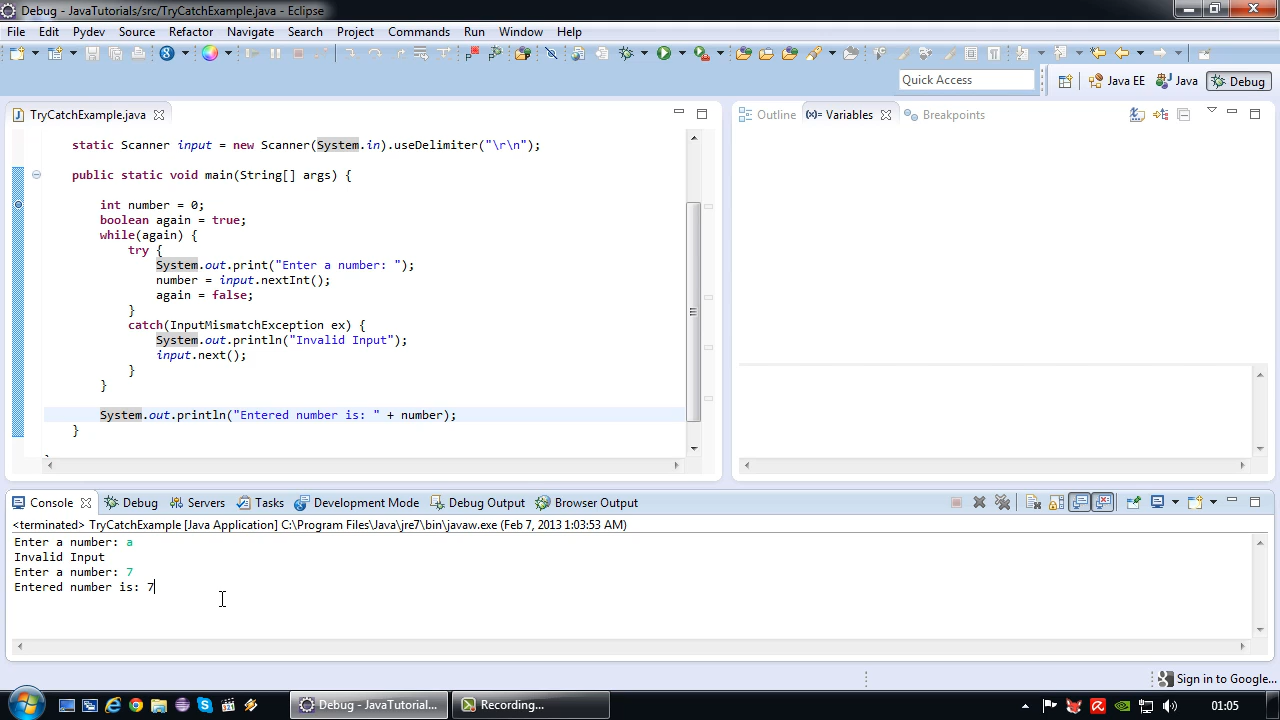 Debug - JavaTutorials/src/TryCatchExample.java - Eclipse
File Edit Pydev Source Refactor Navigate Search Project Commands Run Window Help
Quick Access
Java EE Java Debug
TryCatchExample.java
Outline (x)= Variables Breakpoints
static Scanner input = new Scanner(System.in).useDelimiter("\r\n");
public static void main(String[] args) {
int number = 0;
boolean again = true;
while(again) {
try {
System.out.print("Enter a number: ");
number = input.nextInt();
again = false;
}
catch(InputMismatchException ex) {
System.out.println("Invalid Input");
input.next();
}
}
System.out.println("Entered number is: " + number);
}
Console Debug Servers Tasks Development Mode Debug Output Browser Output
<terminated> TryCatchExample [Java Application] C:\Program Files\Java\jre7\bin\javaw.exe (Feb 7, 2013 1:03:53 AM)
Enter a number: a
Invalid Input
Enter a number: 7
Entered number is: 7
Sign in to Google...
Debug - JavaTutorials... Recording... 01:05